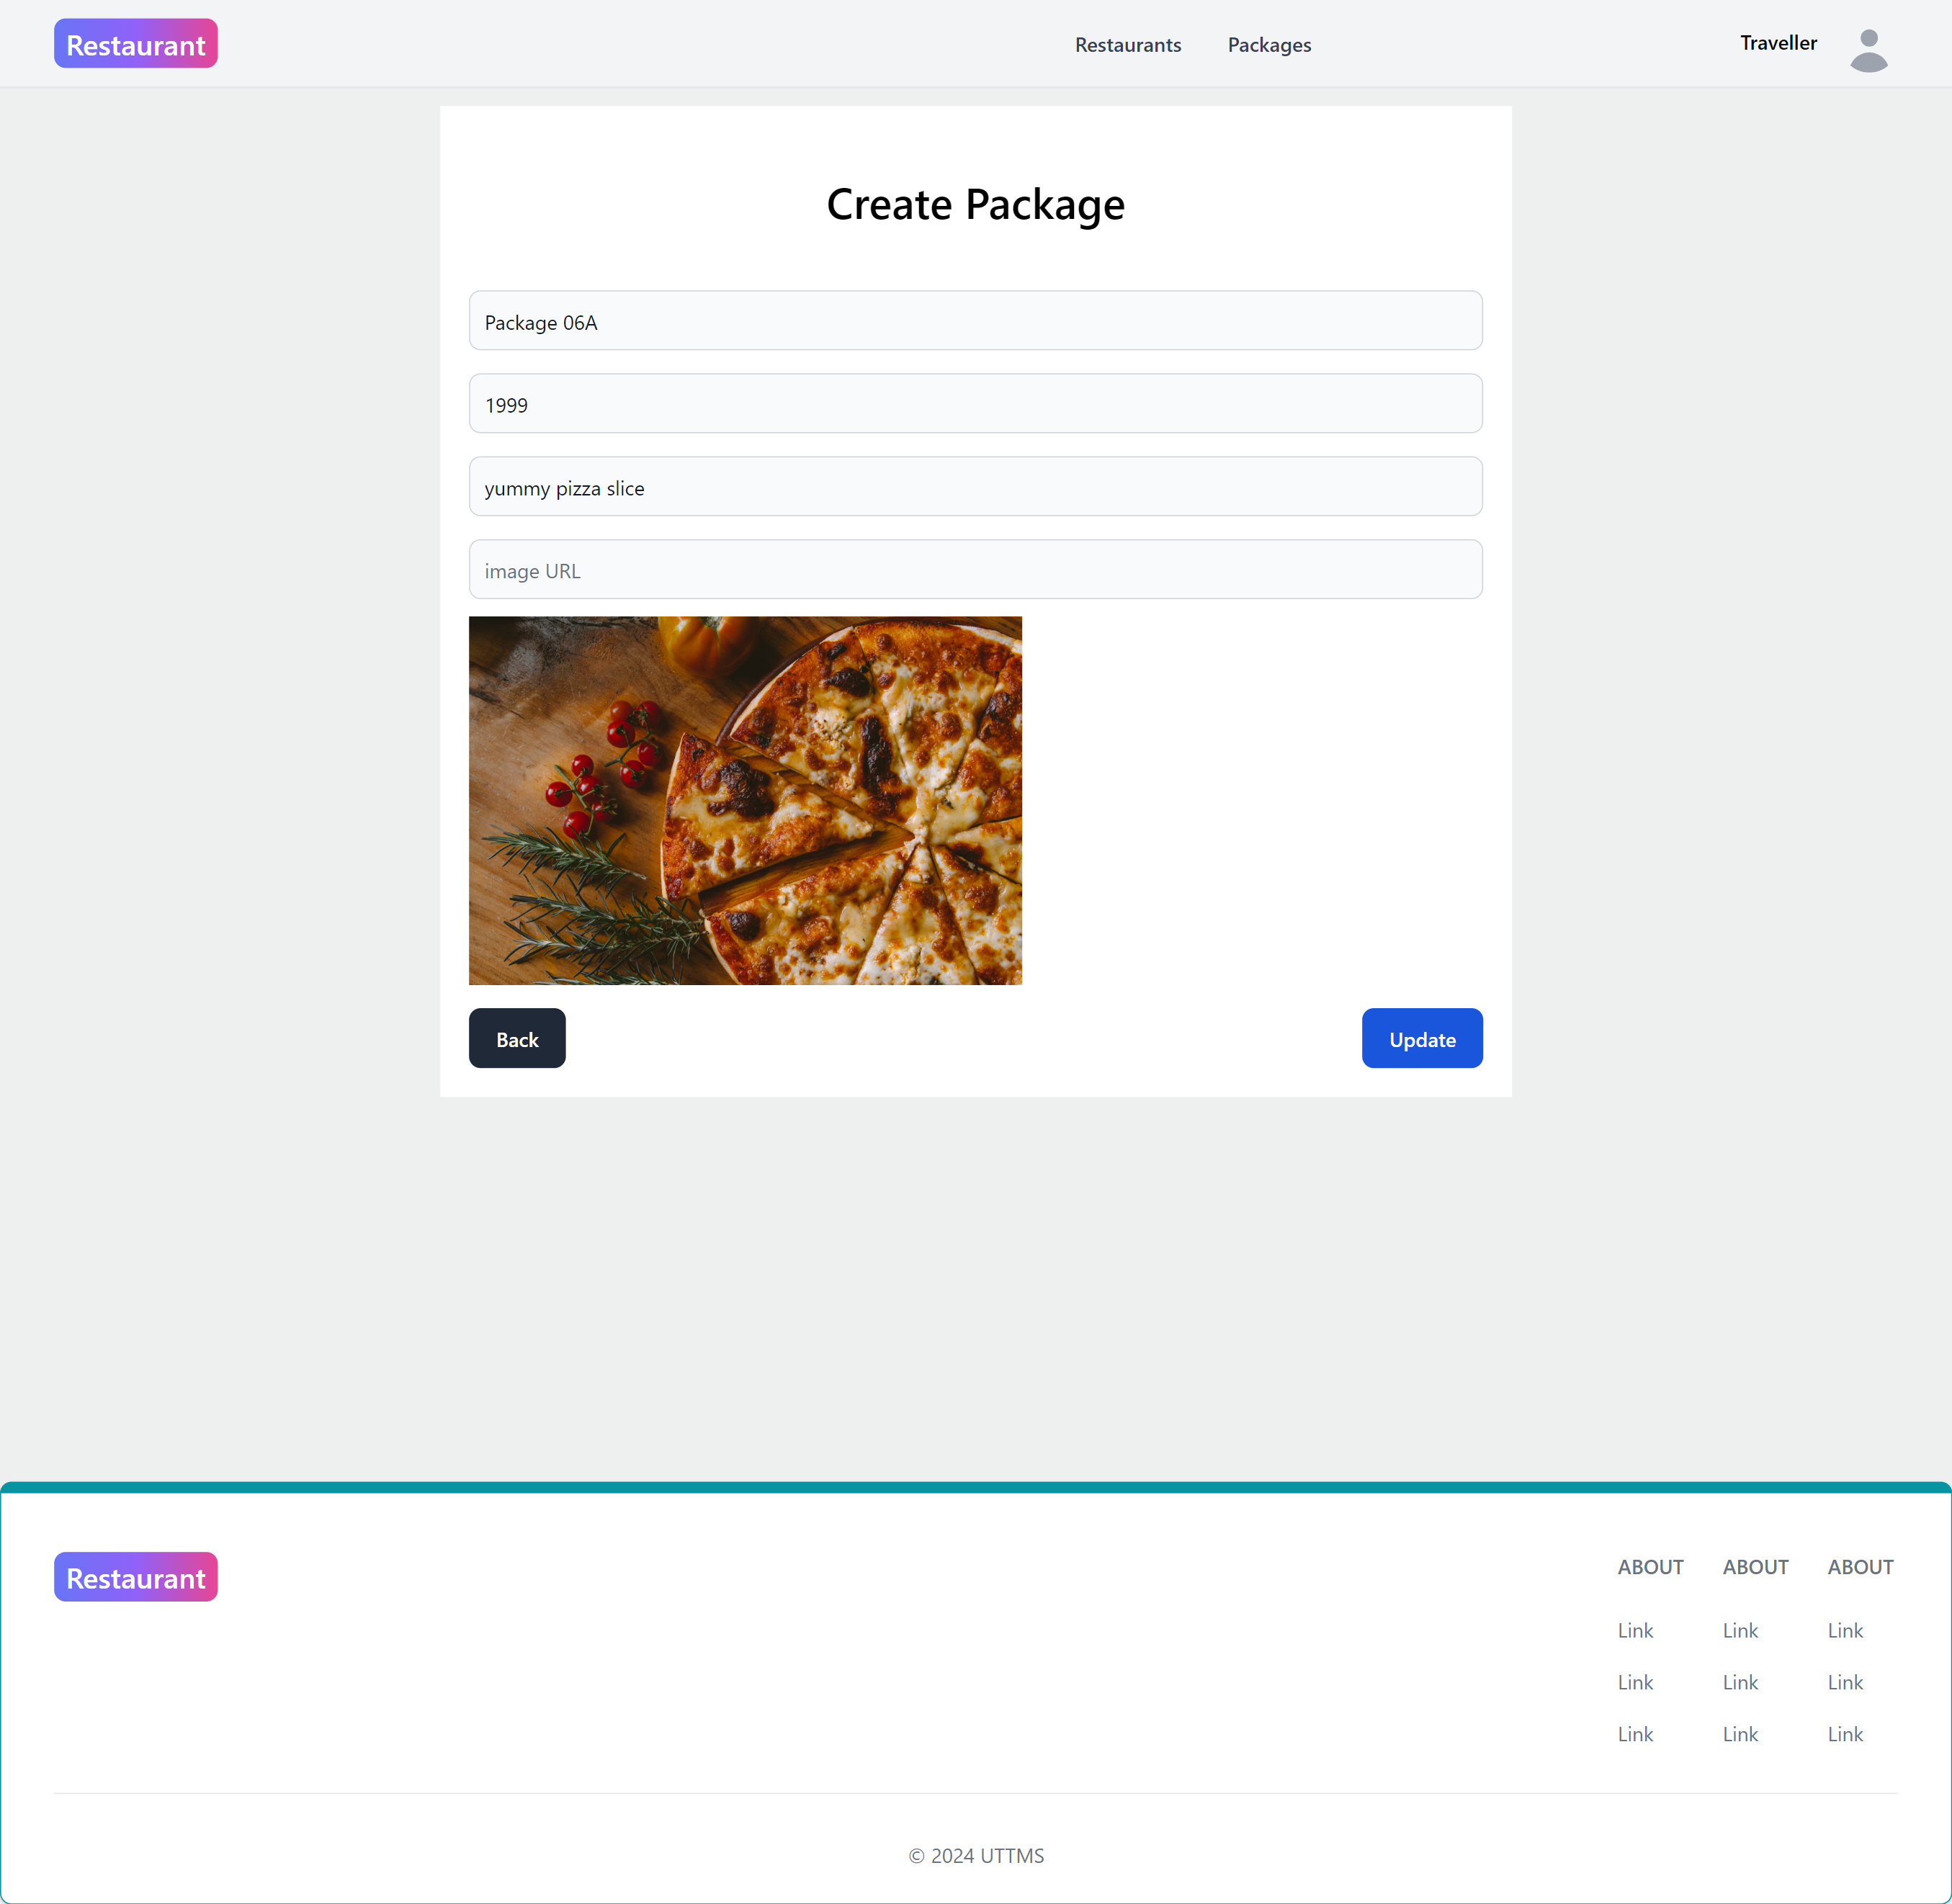 Restaurant
Restaurants Packages
Traveller
Create Package
Package 06A
1999
yummy pizza slice
image URL
Back
Update
Restaurant
ABOUT ABOUT ABOUT
Link Link Link
Link Link Link
Link Link Link
© 2024 UTTMS